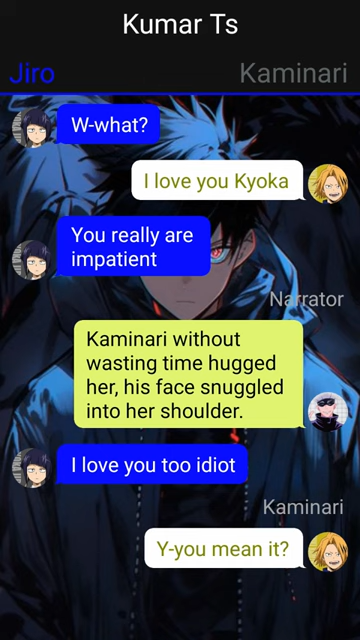 Kumar Ts
Jiro
Kaminari
W-what?
I love you Kyoka
You really are
impatient
Narrator
Kaminari without
wasting time hugged
her, his face snuggled
into her shoulder.
I love you too idiot
Kaminari
Y-you mean it?